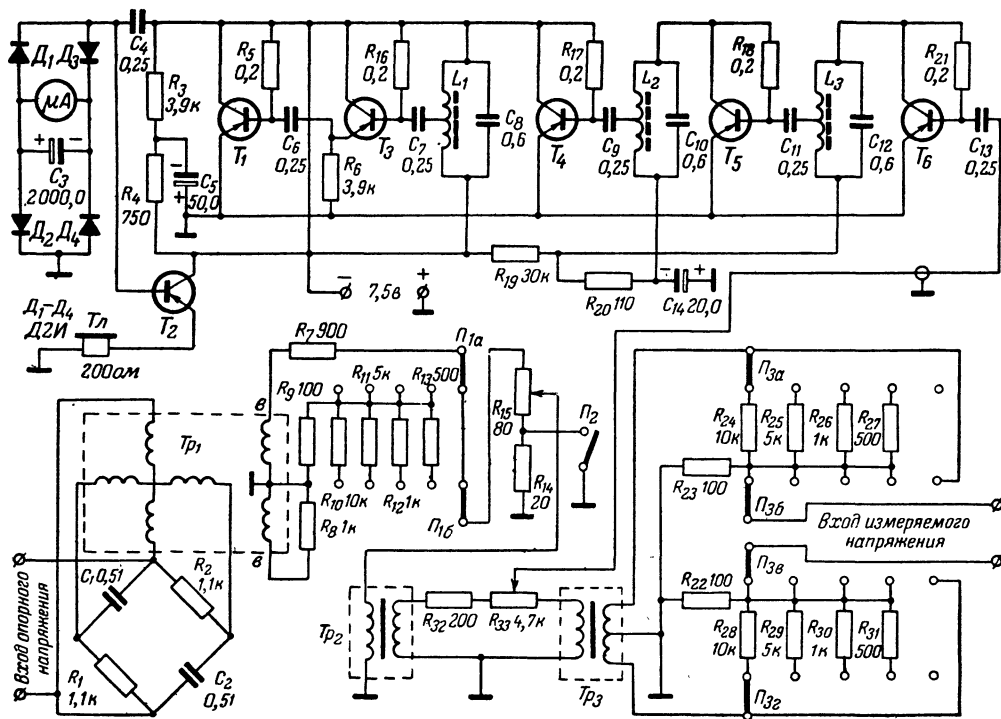 Д₁ Д₃
μА
+ −
C₃
2000,0
Д₂ Д₄
C₄
0,25
R₃
3,9к
R₄
750
−
C₅
+
50,0
R₅
0,2
T₁
C₆
0,25
R₁₆
0,2
T₃
R₆
3,9к
C₇
0,25
L₁
C₈
0,6
R₁₇
0,2
T₄
C₉
0,25
L₂
C₁₀
0,6
R₁₈
0,2
T₅
C₁₁
0,25
L₃
C₁₂
0,6
R₂₁
0,2
T₆
C₁₃
0,25
T₂
− +
7,5в
R₁₉ 30к
R₂₀ 110
− +
C₁₄ 20,0
Д₁−Д₄
Д2И
Тл
200ом
R₇ 900
П₁а
R₉ 100
R₁₁ 5к
R₁₃ 500
R₁₀ 10к
R₁₂ 1к
R₈ 1к
П₁б
R₁₅
80
П₂
R₁₄
20
в
в
Тр₁
C₁ 0,51
R₂
1,1к
R₁
1,1к
C₂
0,51
Вход опорного
напряжения
Тр₂
R₃₂ 200
R₃₃ 4,7к
Тр₃
П₃а
R₂₄
10к
R₂₅
5к
R₂₆
1к
R₂₇
500
R₂₃ 100
П₃б
Вход измеряемого
напряжения
П₃в
R₂₂ 100
R₂₈
10к
R₂₉
5к
R₃₀
1к
R₃₁
500
П₃г